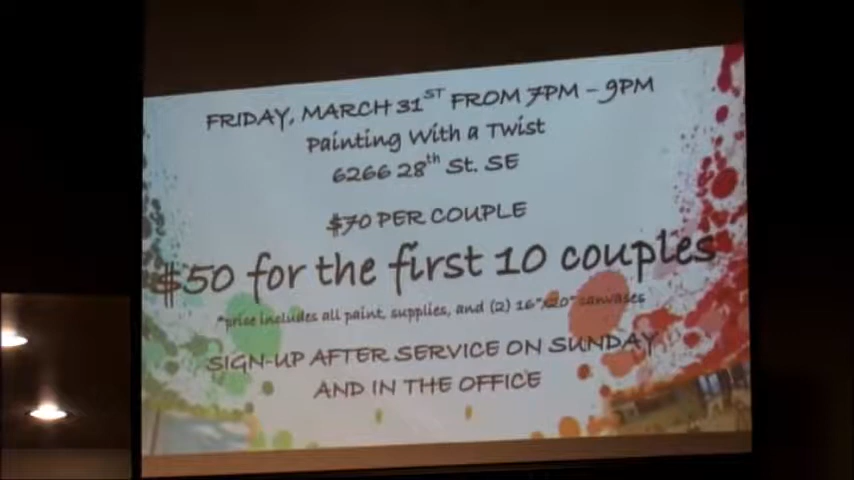 FRIDAY, MARCH 31ST FROM 7PM – 9PM
Painting With a Twist
6266 28th St. SE
$70 PER COUPLE
$50 for the first 10 couples
*price includes all paint, supplies, and (2) 16"x20" canvases
SIGN-UP AFTER SERVICE ON SUNDAY
AND IN THE OFFICE